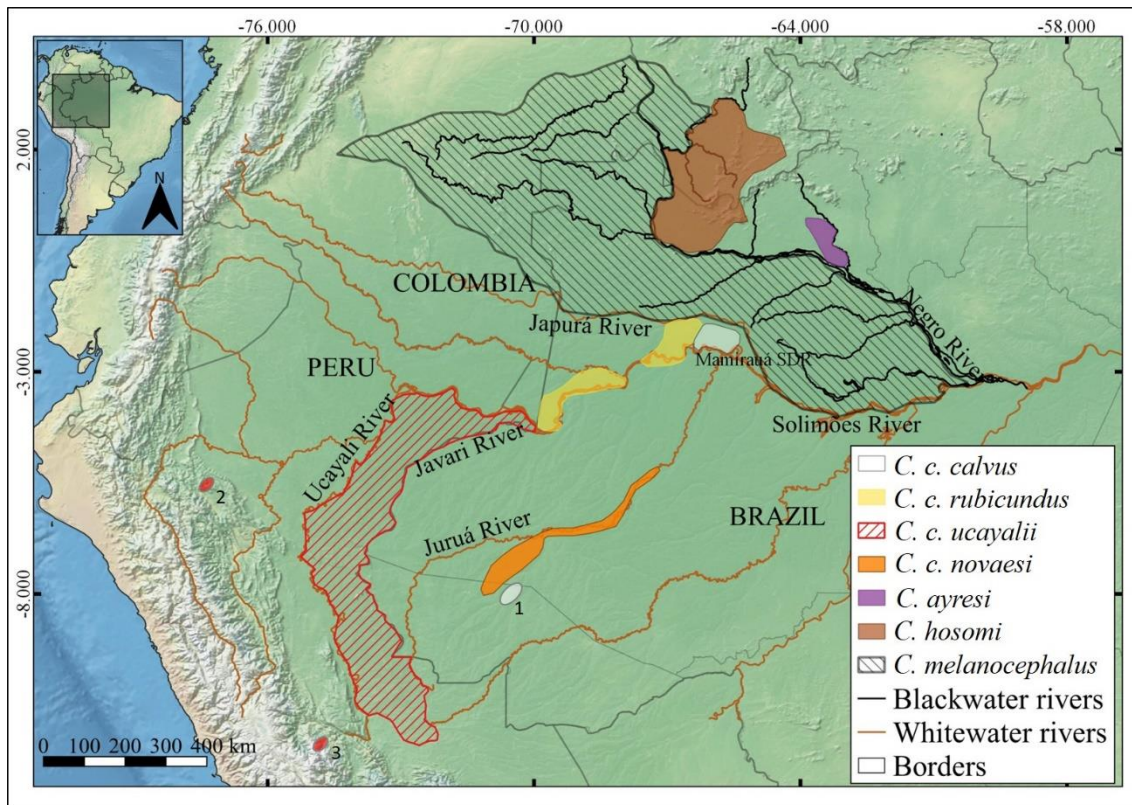 -76.000
-70.000
-64.000
-58.000
N
2.000
-3.000
-8.000
COLOMBIA
Japurá River
Negro River
PERU
Mamirauá SDR
Ucayali River
Javari River
Solimões River
2
Juruá River
BRAZIL
1
3
0 100 200 300 400 km
C. c. calvus
C. c. rubicundus
C. c. ucayalii
C. c. novaesi
C. ayresi
C. hosomi
C. melanocephalus
Blackwater rivers
Whitewater rivers
Borders